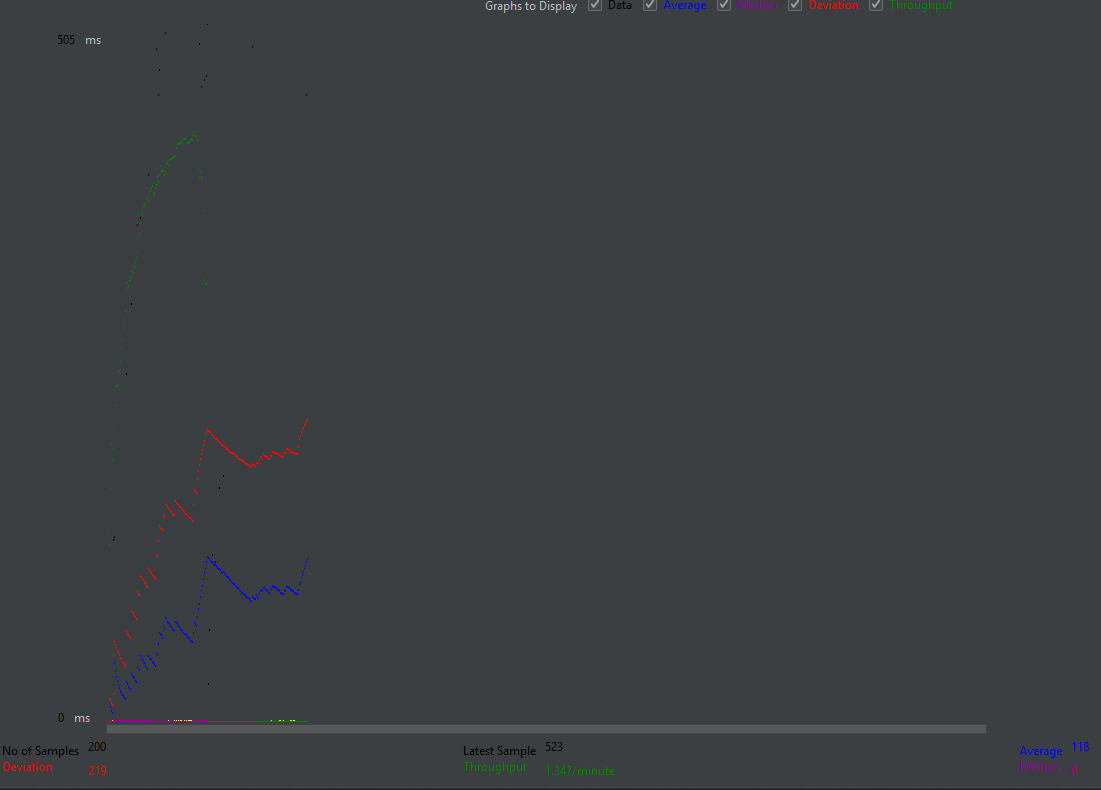 Graphs to Display Data Average Median Deviation Throughput
505 ms
0 ms
No of Samples 200 Latest Sample 523 Average 118
Deviation 219 Throughput 1.347/minute Median 0